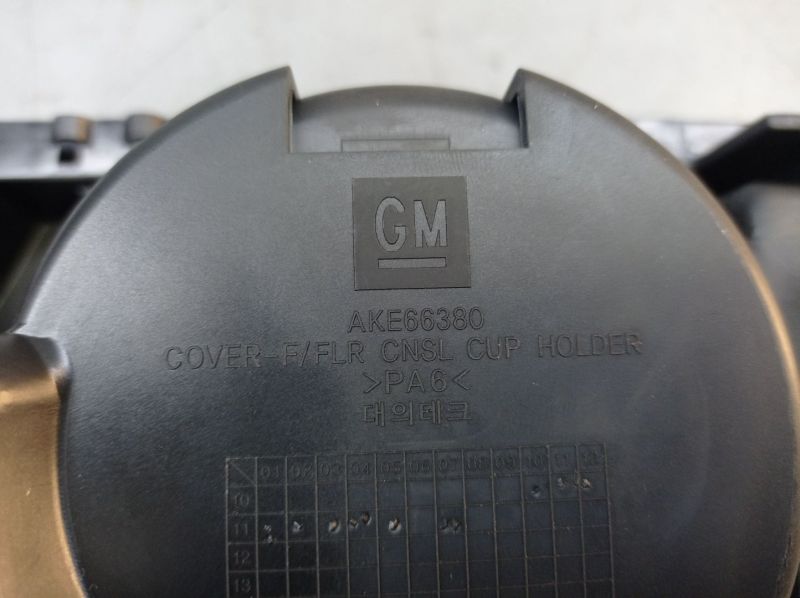 GM
AKE66380
COVER-F/FLR CNSL CUP HOLDER
>PA6<
대의테크
01 02 03 04 05 06 07 08 09 10 11 12
10
11
12
13